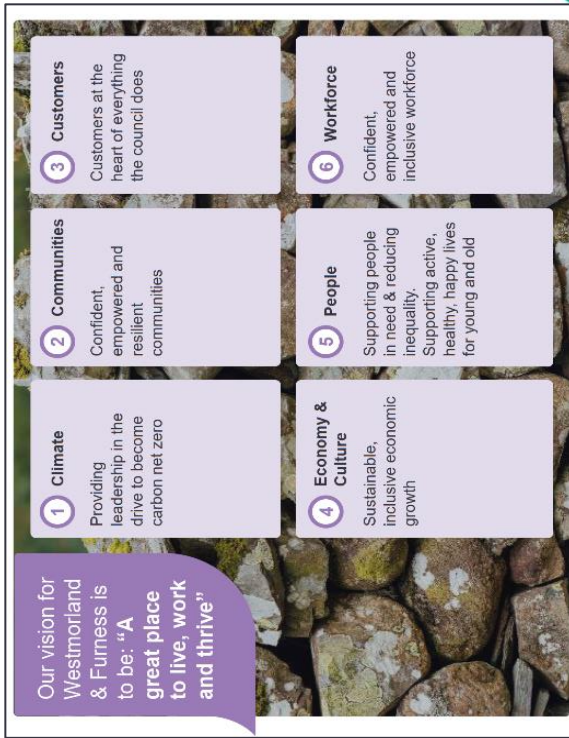 Our vision for
Westmorland
& Furness is
to be: “A
great place
to live, work
and thrive”
1 Climate
Providing
leadership in the
drive to become
carbon net zero
2 Communities
Confident,
empowered and
resilient
communities
3 Customers
Customers at the
heart of everything
the council does
4 Economy &
Culture
Sustainable,
inclusive economic
growth
5 People
Supporting people
in need & reducing
inequality.
Supporting active,
healthy, happy lives
for young and old
6 Workforce
Confident,
empowered and
inclusive workforce